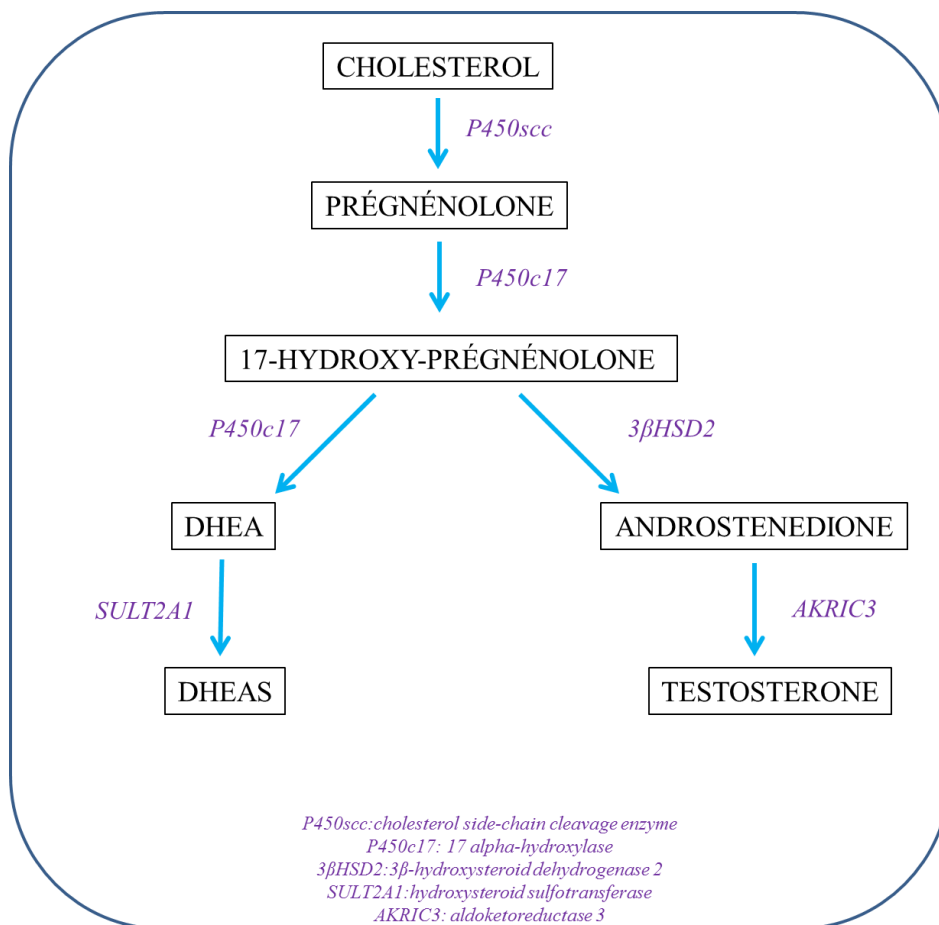 CHOLESTEROL
P450scc
PRÉGNÉNOLONE
P450c17
17-HYDROXY-PRÉGNÉNOLONE
P450c17
3βHSD2
DHEA
ANDROSTENEDIONE
SULT2A1
AKRIC3
DHEAS
TESTOSTERONE
P450scc:cholesterol side-chain cleavage enzyme
P450c17: 17 alpha-hydroxylase
3βHSD2:3β-hydroxysteroid dehydrogenase 2
SULT2A1:hydroxysteroid sulfotransferase
AKRIC3: aldoketoreductase 3